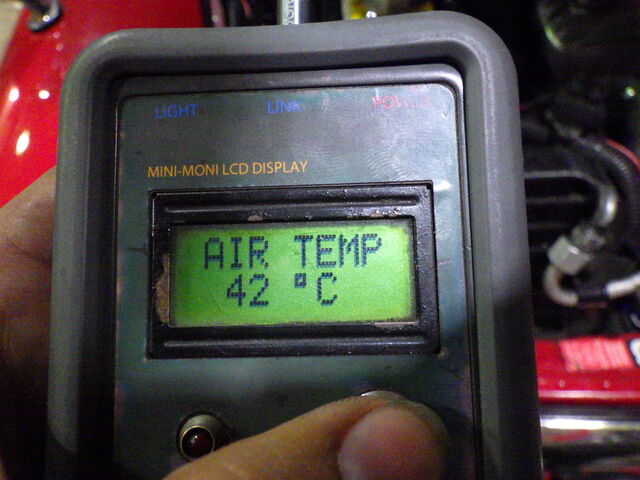 LIGHT LINK POWER
MINI-MONI LCD DISPLAY
AIR TEMP
42 °C